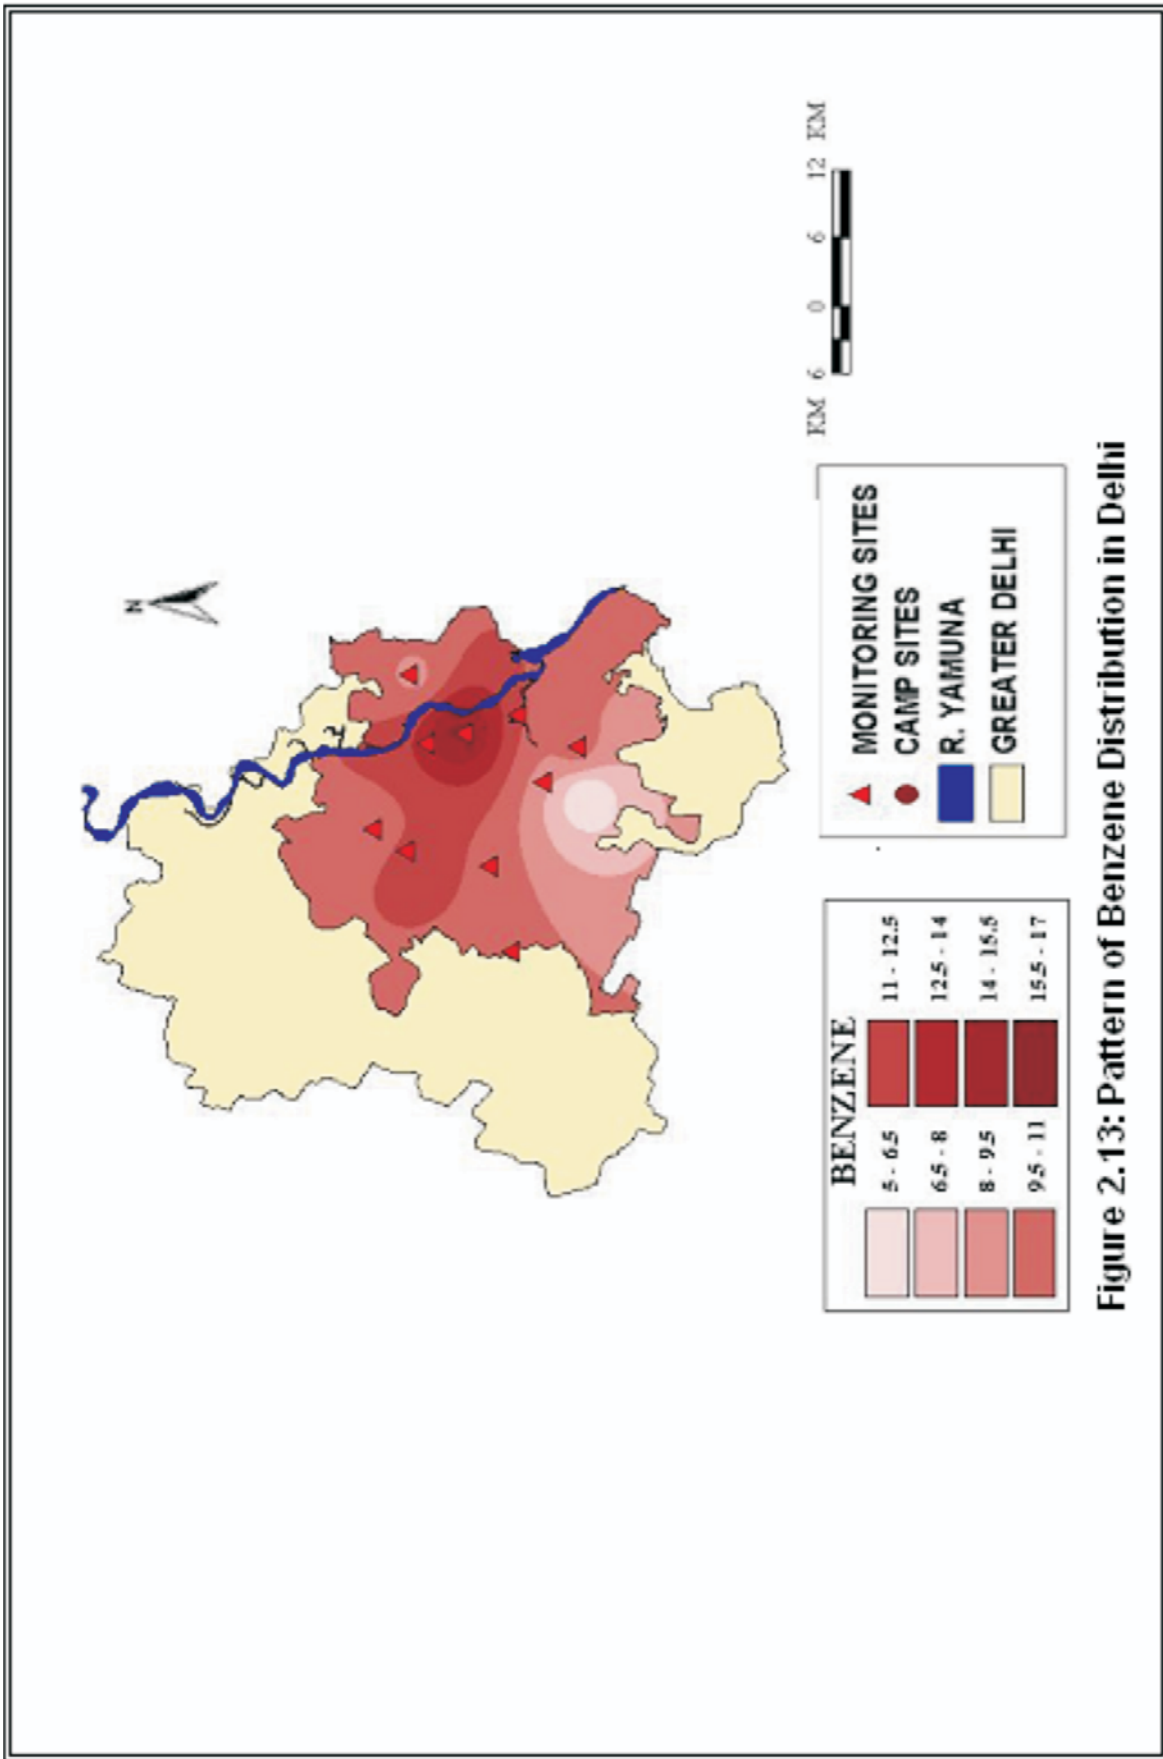 N
MONITORING SITES
CAMP SITES
R. YAMUNA
GREATER DELHI
KM 6 0 6 12 KM
BENZENE
5 - 6.5
6.5 - 8
8 - 9.5
9.5 - 11
11 - 12.5
12.5 - 14
14 - 15.5
15.5 - 17
Figure 2.13: Pattern of Benzene Distribution in Delhi